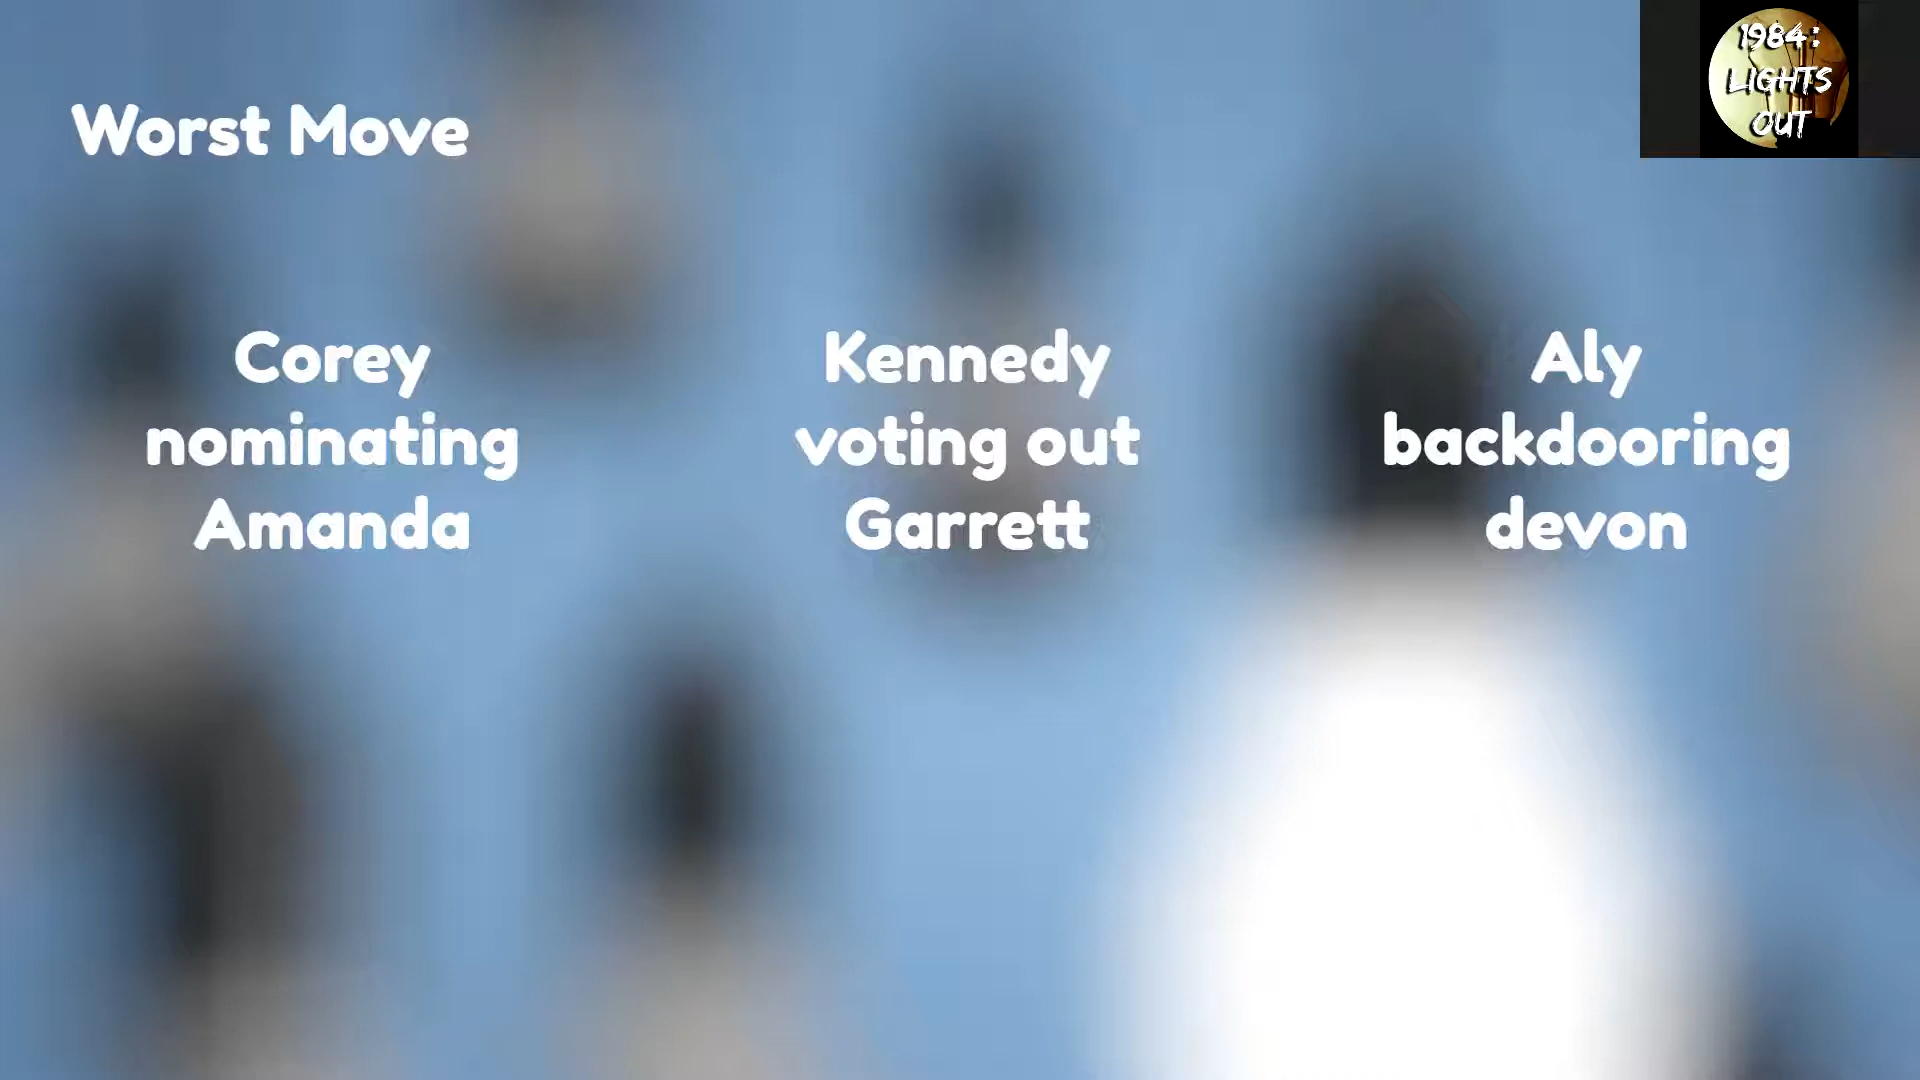 1984:
LIGHTS
OUT
Worst Move
Corey
nominating
Amanda
Kennedy
voting out
Garrett
Aly
backdooring
devon